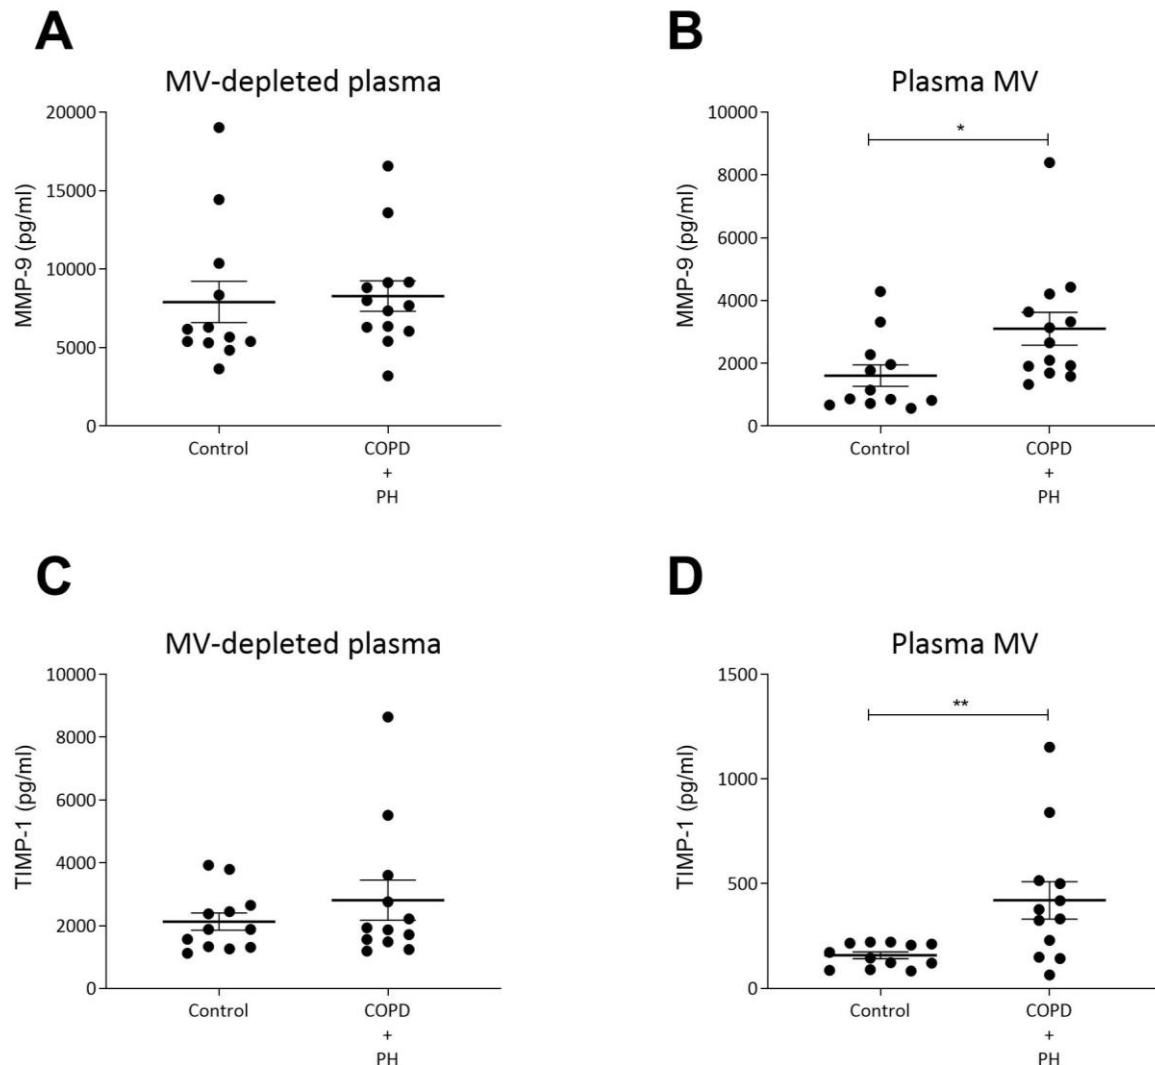 A
MV-depleted plasma
MMP-9 (pg/ml)
20000
15000
10000
5000
0
Control
COPD
+
PH
B
Plasma MV
MMP-9 (pg/ml)
10000
8000
6000
4000
2000
0
*
Control
COPD
+
PH
C
MV-depleted plasma
TIMP-1 (pg/ml)
10000
8000
6000
4000
2000
0
Control
COPD
+
PH
D
Plasma MV
TIMP-1 (pg/ml)
1500
1000
500
0
**
Control
COPD
+
PH